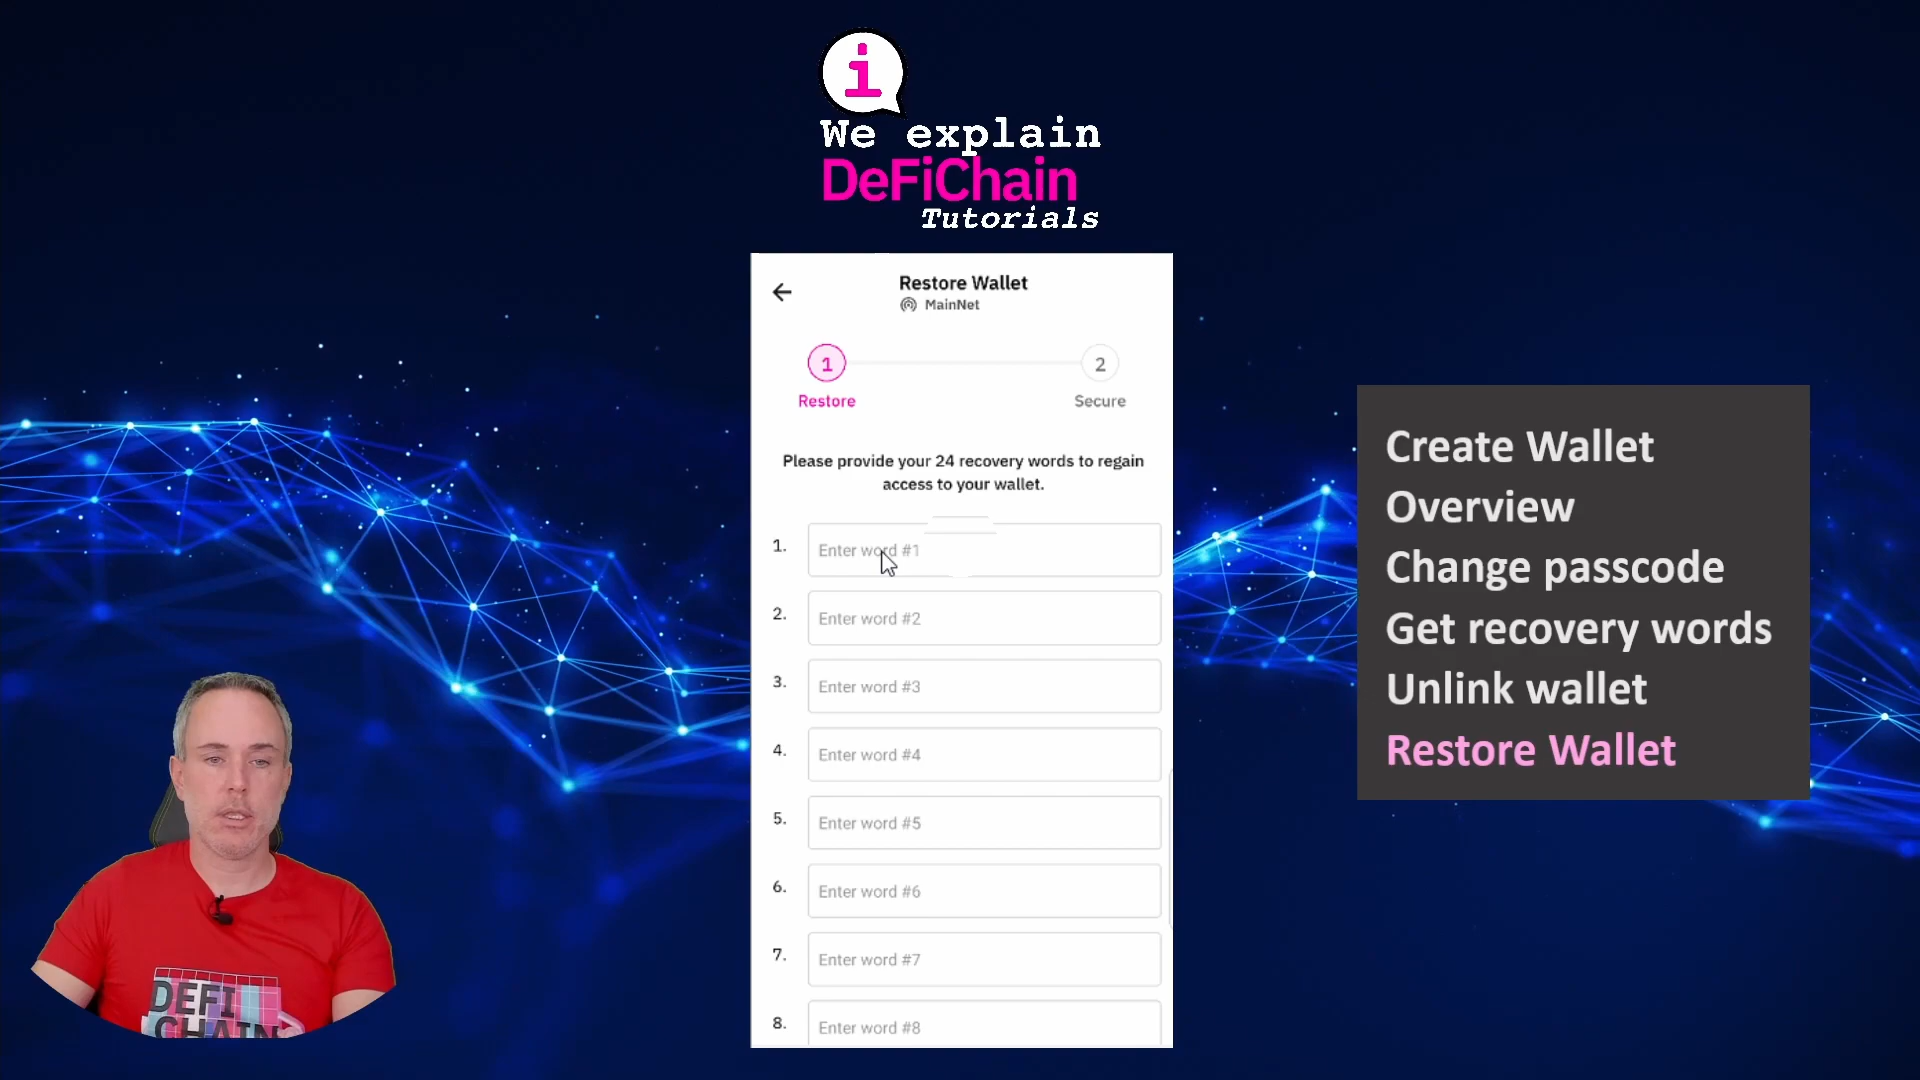 i
We explain
DeFiChain
Tutorials
Restore Wallet
MainNet
1
2
Restore
Secure
Please provide your 24 recovery words to regain
access to your wallet.
1. Enter word #1
2. Enter word #2
3. Enter word #3
4. Enter word #4
5. Enter word #5
6. Enter word #6
7. Enter word #7
8. Enter word #8
Create Wallet
Overview
Change passcode
Get recovery words
Unlink wallet
Restore Wallet
DEFI
CHAIN